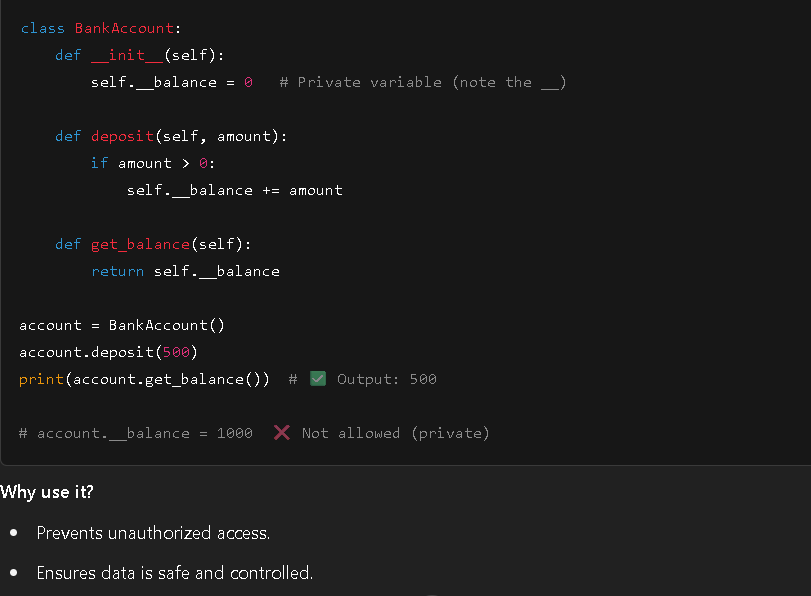 class BankAccount:
    def __init__(self):
        self.__balance = 0   # Private variable (note the __)
    def deposit(self, amount):
        if amount > 0:
            self.__balance += amount
    def get_balance(self):
        return self.__balance
account = BankAccount()
account.deposit(500)
print(account.get_balance())  # ✅ Output: 500
# account.__balance = 1000  ❌ Not allowed (private)
Why use it?
• Prevents unauthorized access.
• Ensures data is safe and controlled.